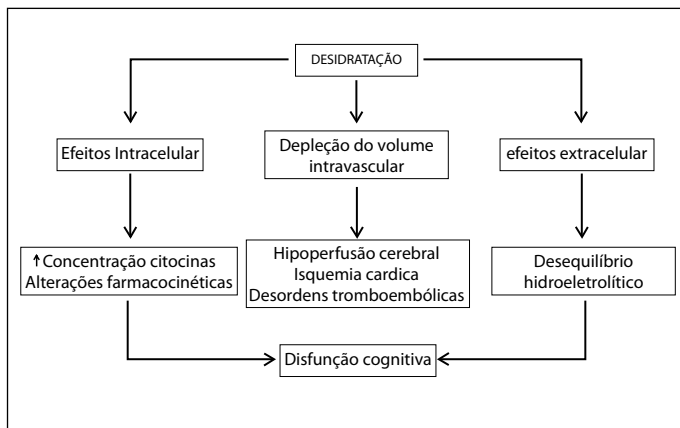 DESIDRATAÇÃO
Efeitos Intracelular
Depleção do volume
intravascular
efeitos extracelular
↑Concentração citocinas
Alterações farmacocinéticas
Hipoperfusão cerebral
Isquemia cardica
Desordens tromboembólicas
Desequilíbrio
hidroeletrolítico
Disfunção cognitiva